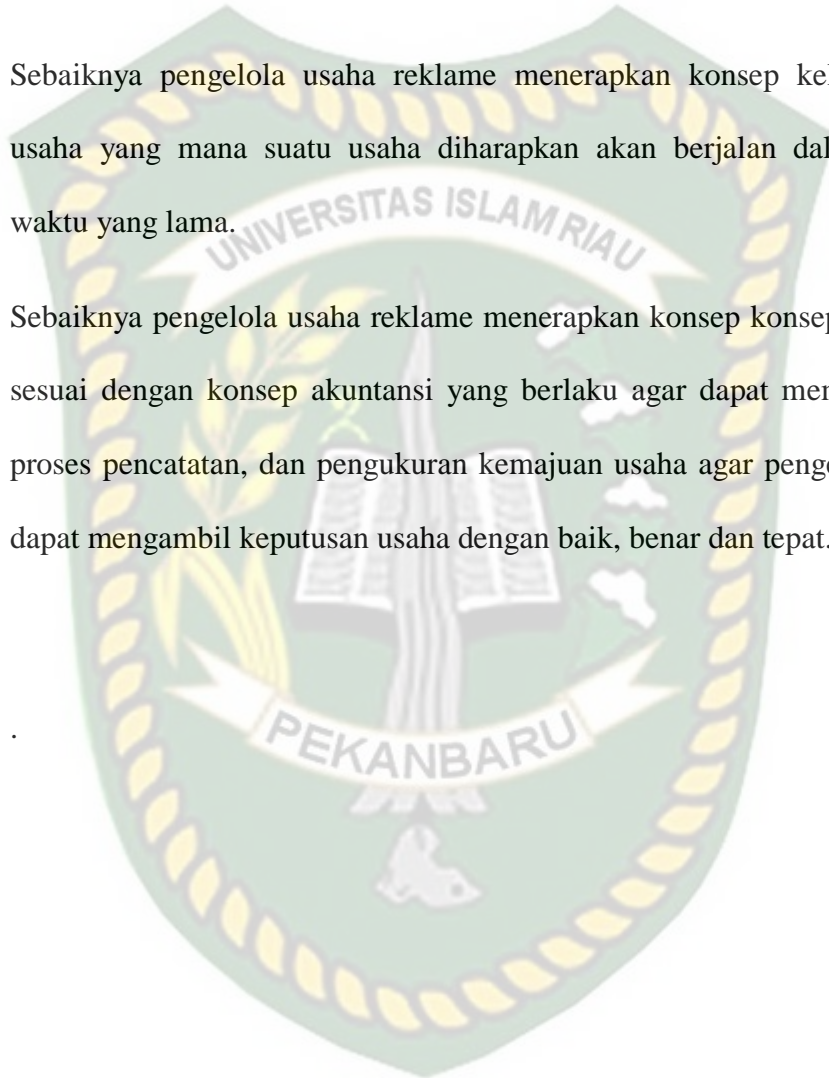 Sebaiknya pengelola usaha reklame menerapkan konsep
usaha yang mana suatu usaha diharapkan akan berjalan
waktu yang lama.
UNIVERSITAS ISLAM RIAU
Sebaiknya pengelola usaha reklame menerapkan konsep konsep
sesuai dengan konsep akuntansi yang berlaku agar dapat
proses pencatatan, dan pengukuran kemajuan usaha agar
dapat mengambil keputusan usaha dengan baik, benar dan tepat.
.
PEKANBARU